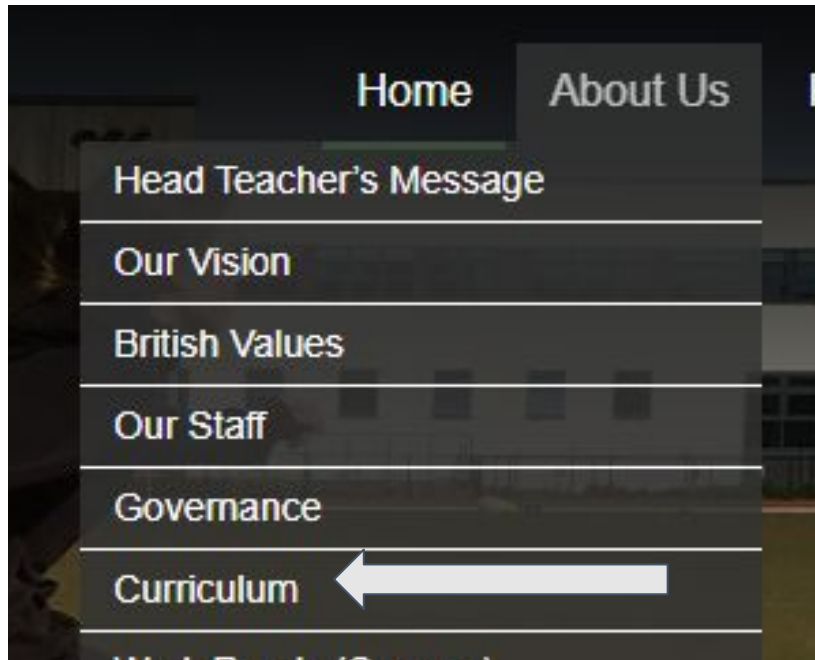 Home About Us
Head Teacher's Message
Our Vision
British Values
Our Staff
Governance
Curriculum